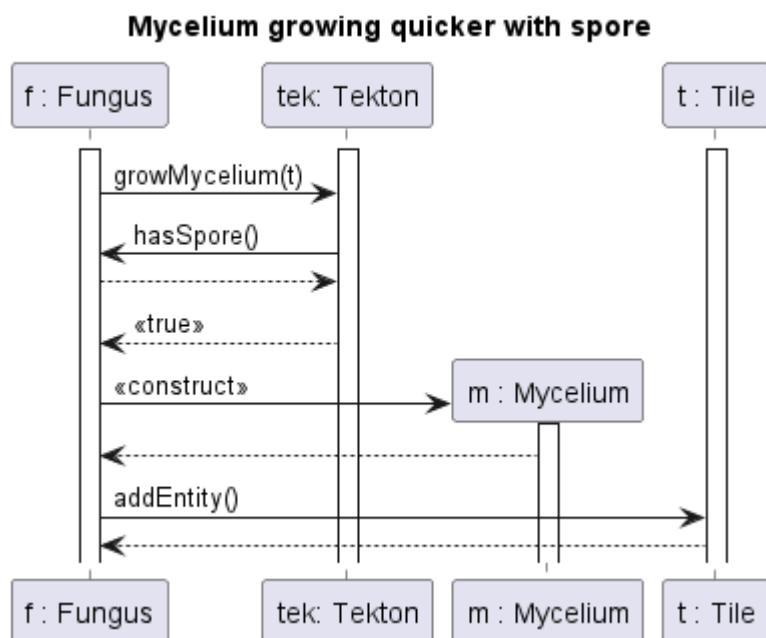 Mycelium growing quicker with spore
f : Fungus
tek: Tekton
t : Tile
growMycelium(t)
hasSpore()
«true»
«construct»
m : Mycelium
addEntity()
f : Fungus
tek: Tekton
m : Mycelium
t : Tile